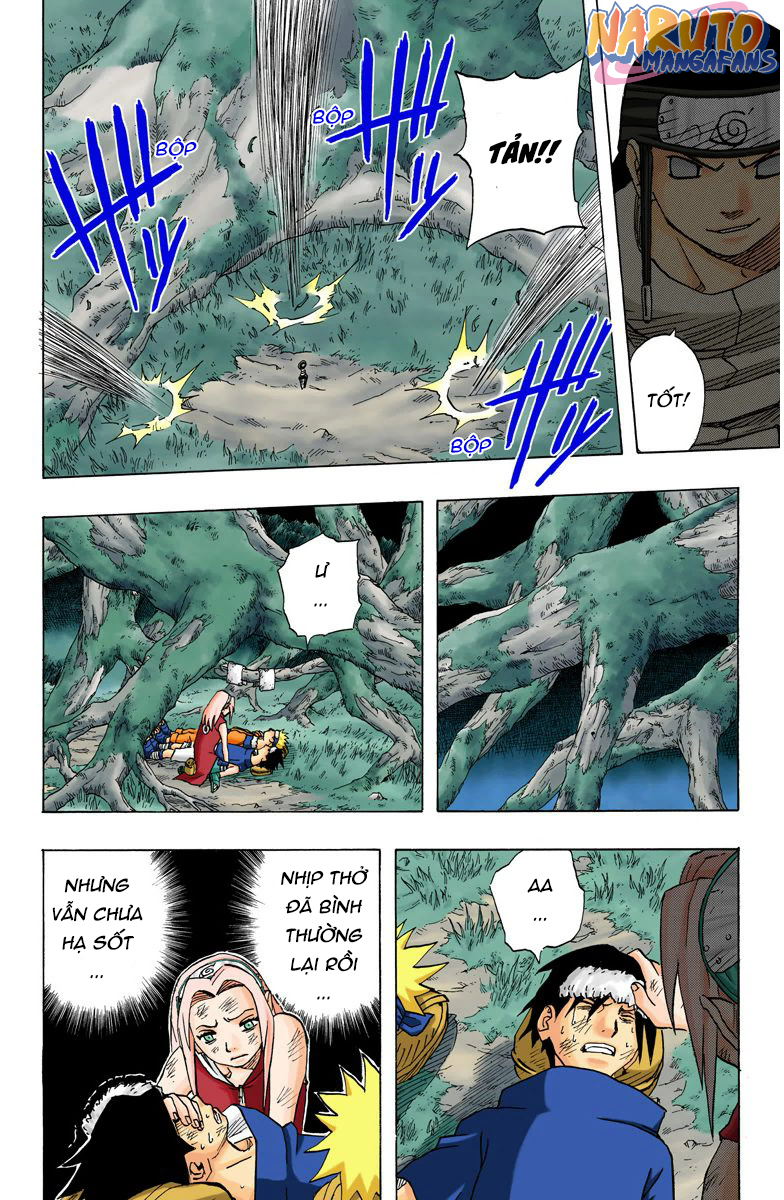 NARUTO
MANGAFANS
TỐT!
TẢN!!
BỘP
BỘP
BỘP
Ư
...
AA
...
NHỊP THỞ
ĐÃ BÌNH
THƯỜNG
LẠI RỒI
...
NHƯNG
VẪN CHƯA
HẠ SỐT
...